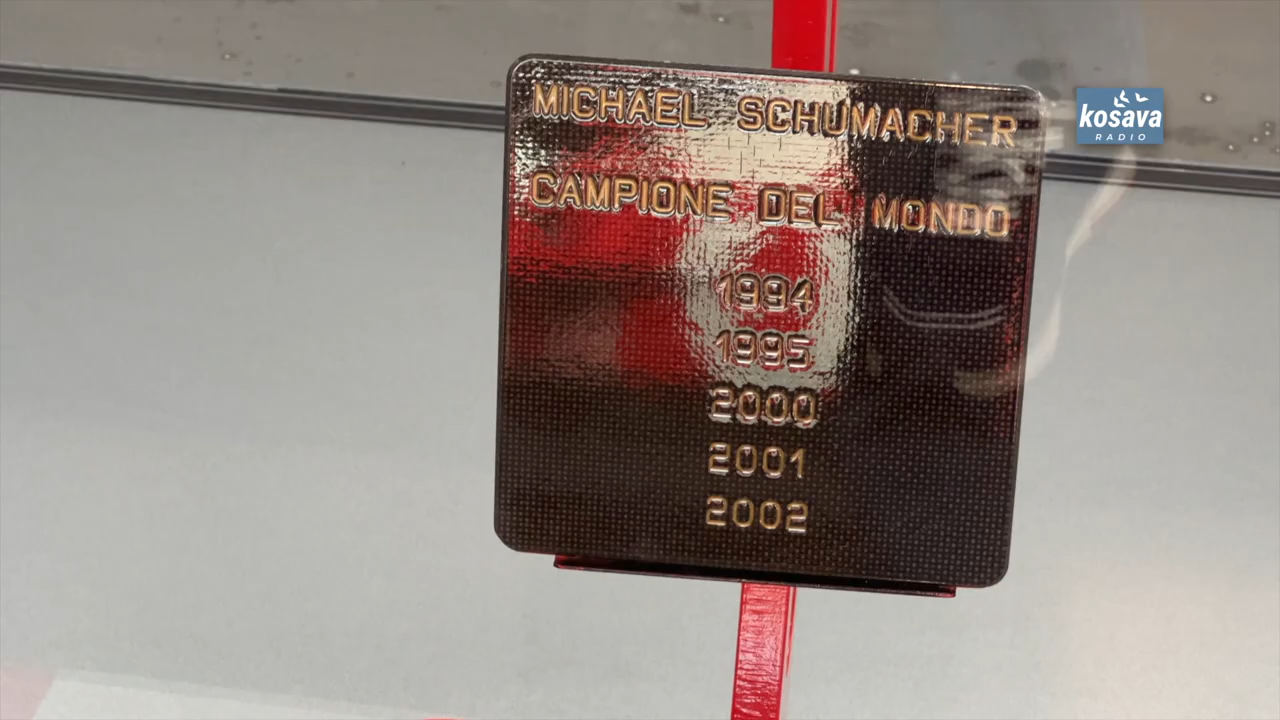 MICHAEL SCHUMACHER
CAMPIONE DEL MONDO
1994
1995
2000
2001
2002
kosava
RADIO